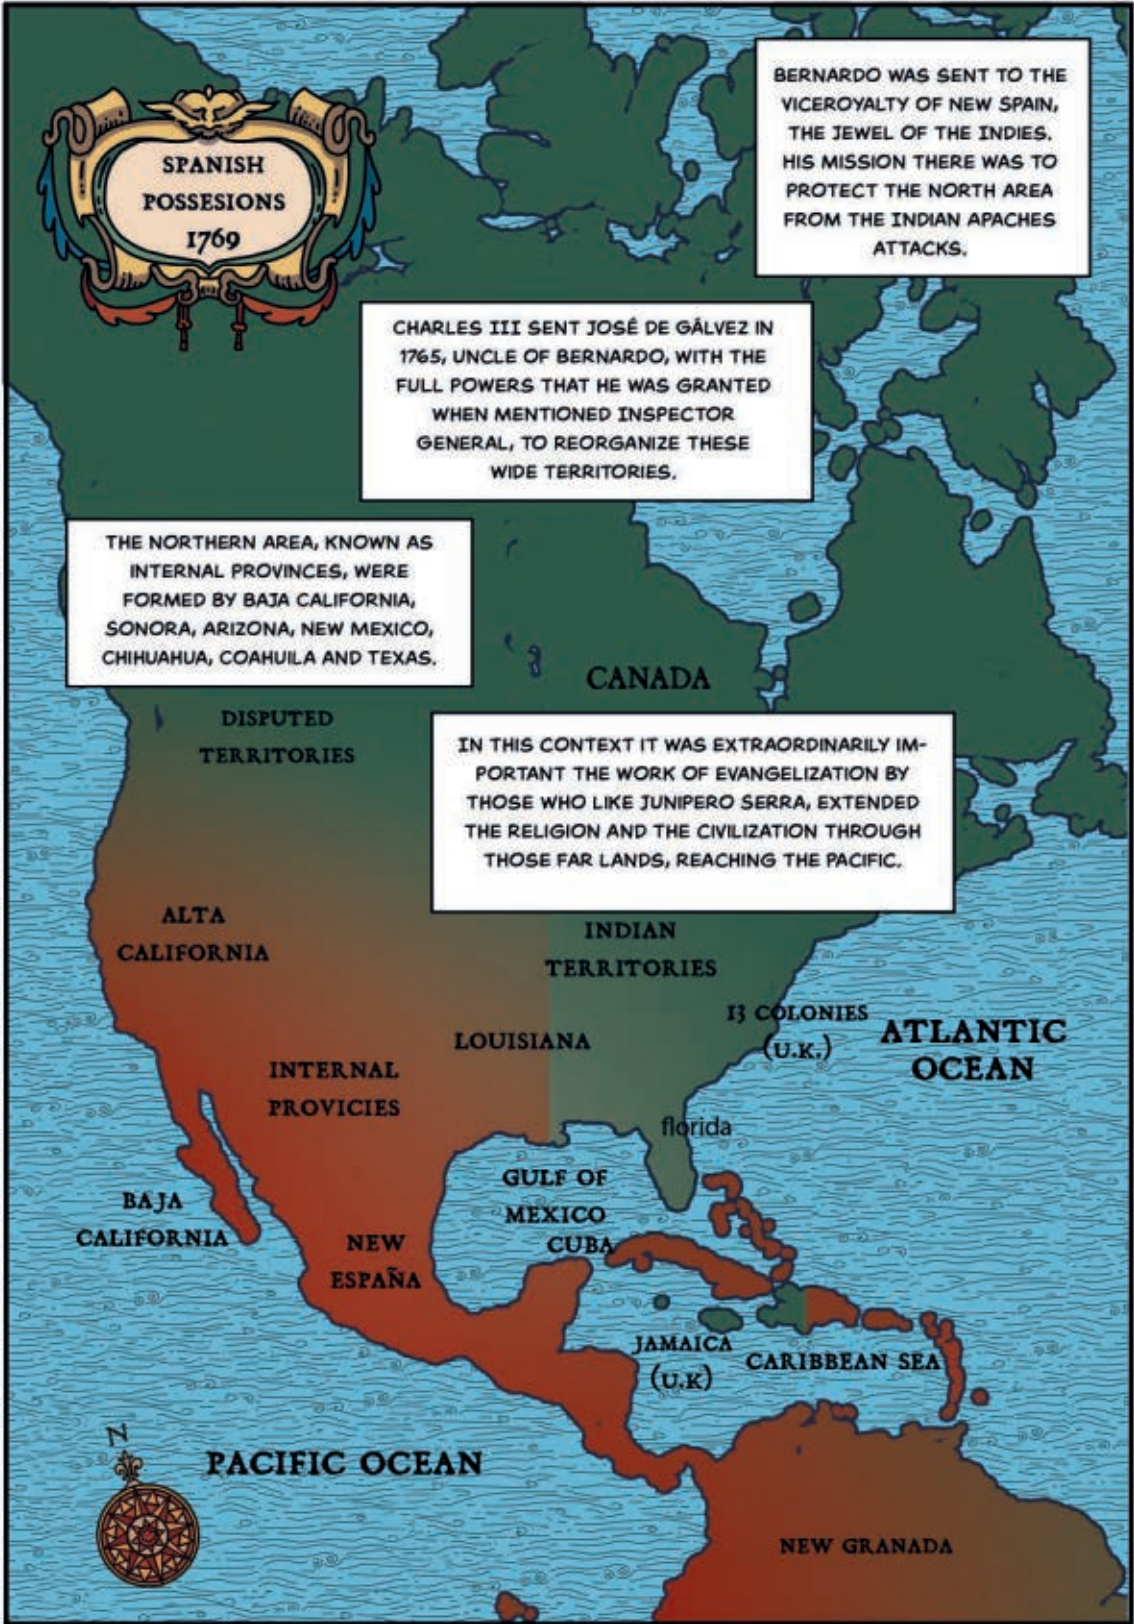 SPANISH
POSSESIONS
1769
BERNARDO WAS SENT TO THE
VICEROYALTY OF NEW SPAIN,
THE JEWEL OF THE INDIES.
HIS MISSION THERE WAS TO
PROTECT THE NORTH AREA
FROM THE INDIAN APACHES
ATTACKS.
CHARLES III SENT JOSÉ DE GÁLVEZ IN
1765, UNCLE OF BERNARDO, WITH THE
FULL POWERS THAT HE WAS GRANTED
WHEN MENTIONED INSPECTOR
GENERAL, TO REORGANIZE THESE
WIDE TERRITORIES.
THE NORTHERN AREA, KNOWN AS
INTERNAL PROVINCES, WERE
FORMED BY BAJA CALIFORNIA,
SONORA, ARIZONA, NEW MEXICO,
CHIHUAHUA, COAHUILA AND TEXAS.
CANADA
DISPUTED
TERRITORIES
IN THIS CONTEXT IT WAS EXTRAORDINARILY IM-
PORTANT THE WORK OF EVANGELIZATION BY
THOSE WHO LIKE JUNIPERO SERRA, EXTENDED
THE RELIGION AND THE CIVILIZATION THROUGH
THOSE FAR LANDS, REACHING THE PACIFIC.
ALTA
CALIFORNIA
INDIAN
TERRITORIES
13 COLONIES
(U.K.)
ATLANTIC
OCEAN
LOUISIANA
INTERNAL
PROVICIES
florida
GULF OF
MEXICO
BAJA
CALIFORNIA
CUBA
NEW
ESPAÑA
JAMAICA
(U.K)
CARIBBEAN SEA
N
PACIFIC OCEAN
NEW GRANADA